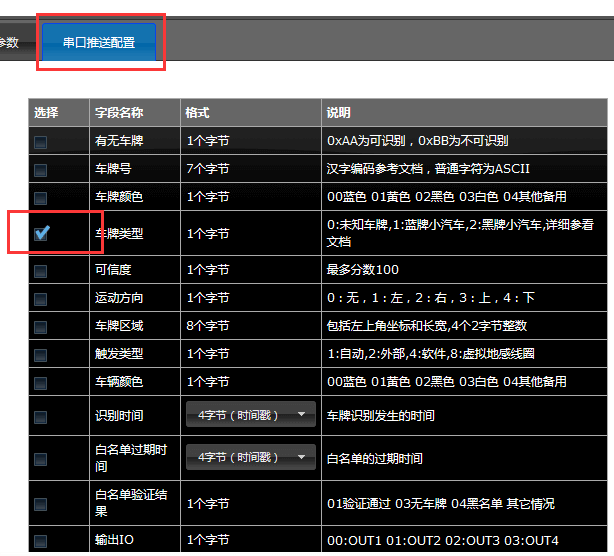 参数 串口推送配置
选择 字段名称 格式 说明
有无车牌 1个字节 0xAA为可识别，0xBB为不可识别
车牌号 7个字节 汉字编码参考文档，普通字符为ASCII
车牌颜色 1个字节 00蓝色 01黄色 02黑色 03白色 04其他备用
车牌类型 1个字节 0:未知车牌,1:蓝牌小汽车,2:黑牌小汽车,详细参看
文档
可信度 1个字节 最多分数100
运动方向 1个字节 0：无，1：左，2：右，3：上，4：下
车牌区域 8个字节 包括左上角坐标和长宽,4个2字节整数
触发类型 1个字节 1:自动,2:外部,4:软件,8:虚拟地感线圈
车辆颜色 1个字节 00蓝色 01黄色 02黑色 03白色 04其他备用
识别时间 4字节（时间戳） 车牌识别发生的时间
白名单过期时
间 4字节（时间戳） 白名单的过期时间
白名单验证结
果 1个字节 01验证通过 03无车牌 04黑名单 其它情况
输出IO 1个字节 00:OUT1 01:OUT2 02:OUT3 03:OUT4